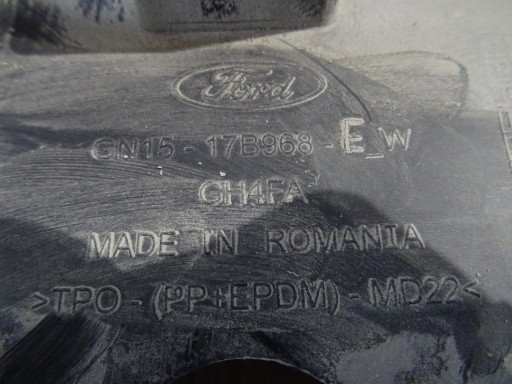 Ford
GN15 - 17B968 - E_W
GH4FA
MADE IN ROMANIA
>TPO - (PP+EPDM) - MD22<